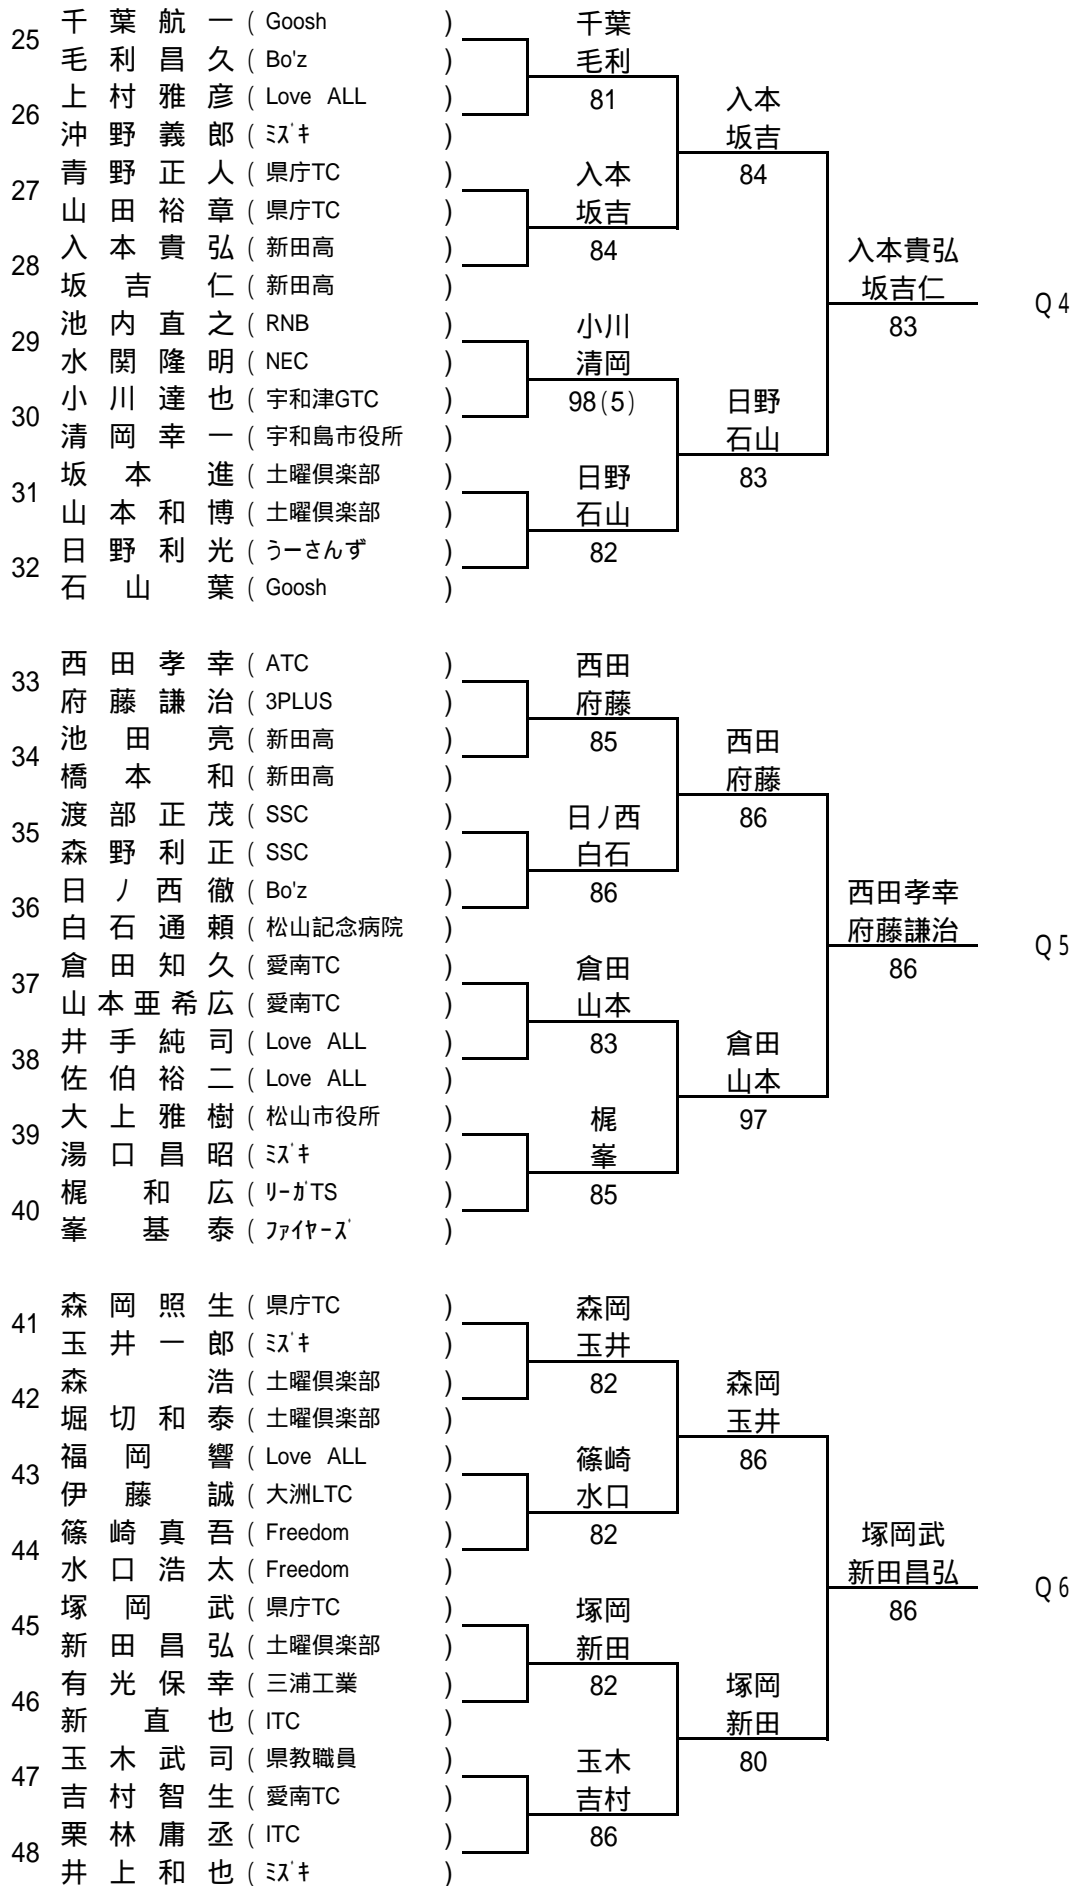 25 千葉航一 ( Goosh )
毛利昌久 ( Bo'z )
26 上村雅彦 ( Love ALL )
沖野義郎 ( ﾐｽﾞｷ )
27 青野正人 ( 県庁TC )
山田裕章 ( 県庁TC )
28 入本貴弘 ( 新田高 )
坂吉仁 ( 新田高 )
29 池内直之 ( RNB )
水関隆明 ( NEC )
30 小川達也 ( 宇和津GTC )
清岡幸一 ( 宇和島市役所 )
31 坂本進 ( 土曜倶楽部 )
山本和博 ( 土曜倶楽部 )
32 日野利光 ( うーさんず )
石山葉 ( Goosh )
千葉
毛利
81
入本
坂吉
84
小川
清岡
98(5)
日野
石山
82
入本
坂吉
84
日野
石山
83
入本貴弘
坂吉仁
83
Q4
33 西田孝幸 ( ATC )
府藤謙治 ( 3PLUS )
34 池田亮 ( 新田高 )
橋本和 ( 新田高 )
35 渡部正茂 ( SSC )
森野利正 ( SSC )
36 日ノ西徹 ( Bo'z )
白石通頼 ( 松山記念病院 )
37 倉田知久 ( 愛南TC )
山本亜希広 ( 愛南TC )
38 井手純司 ( Love ALL )
佐伯裕二 ( Love ALL )
39 大上雅樹 ( 松山市役所 )
湯口昌昭 ( ﾐｽﾞｷ )
40 梶和広 ( ﾘｰｶﾞTS )
峯基泰 ( ﾌｧｲﾔｰｽﾞ )
西田
府藤
85
日ノ西
白石
86
倉田
山本
83
梶
峯
85
西田
府藤
86
倉田
山本
97
西田孝幸
府藤謙治
86
Q5
41 森岡照生 ( 県庁TC )
玉井一郎 ( ﾐｽﾞｷ )
42 森浩 ( 土曜倶楽部 )
堀切和泰 ( 土曜倶楽部 )
43 福岡響 ( Love ALL )
伊藤誠 ( 大洲LTC )
44 篠崎真吾 ( Freedom )
水口浩太 ( Freedom )
45 塚岡武 ( 県庁TC )
新田昌弘 ( 土曜倶楽部 )
46 有光保幸 ( 三浦工業 )
新直也 ( ITC )
47 玉木武司 ( 県教職員 )
吉村智生 ( 愛南TC )
48 栗林庸丞 ( ITC )
井上和也 ( ﾐｽﾞｷ )
森岡
玉井
82
篠崎
水口
82
塚岡
新田
82
玉木
吉村
86
森岡
玉井
86
塚岡
新田
80
塚岡武
新田昌弘
86
Q6